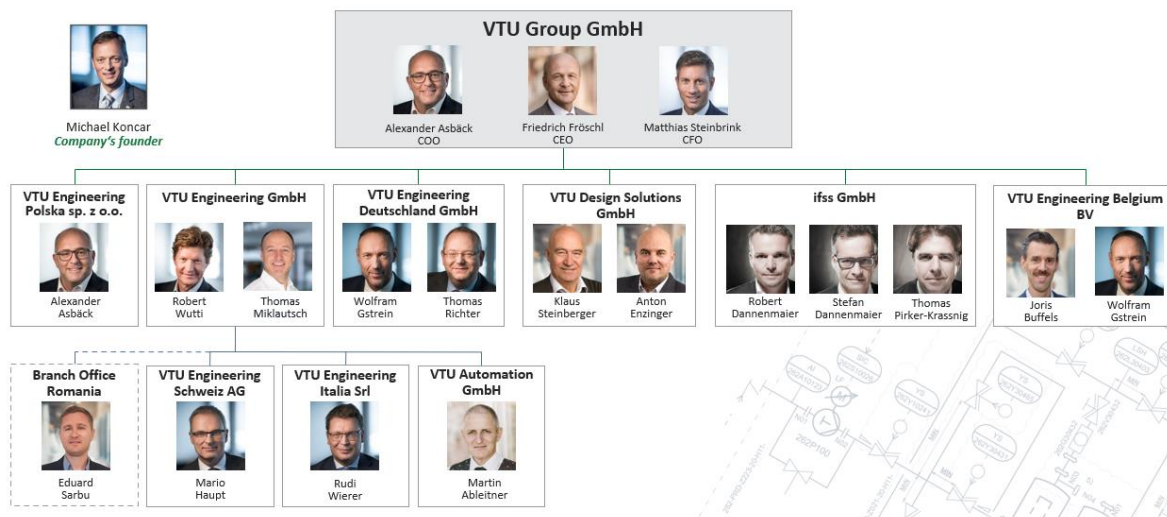 VTU Group GmbH
Michael Koncar
Company's founder
Alexander Asbäck
COO
Friedrich Fröschl
CEO
Matthias Steinbrink
CFO
VTU Engineering
Polska sp. z o.o.
Alexander
Asbäck
VTU Engineering GmbH
Robert
Wutti
Thomas
Miklautsch
VTU Engineering
Deutschland GmbH
Wolfram
Gstrein
Thomas
Richter
VTU Design Solutions
GmbH
Klaus
Steinberger
Anton
Enzinger
ifss GmbH
Robert
Dannenmaier
Stefan
Dannenmaier
Thomas
Pirker-Krassnig
VTU Engineering Belgium
BV
Joris
Buffels
Wolfram
Gstrein
Branch Office
Romania
Eduard
Sarbu
VTU Engineering
Schweiz AG
Mario
Haupt
VTU Engineering
Italia Srl
Rudi
Wierer
VTU Automation
GmbH
Martin
Ableitner
262P100